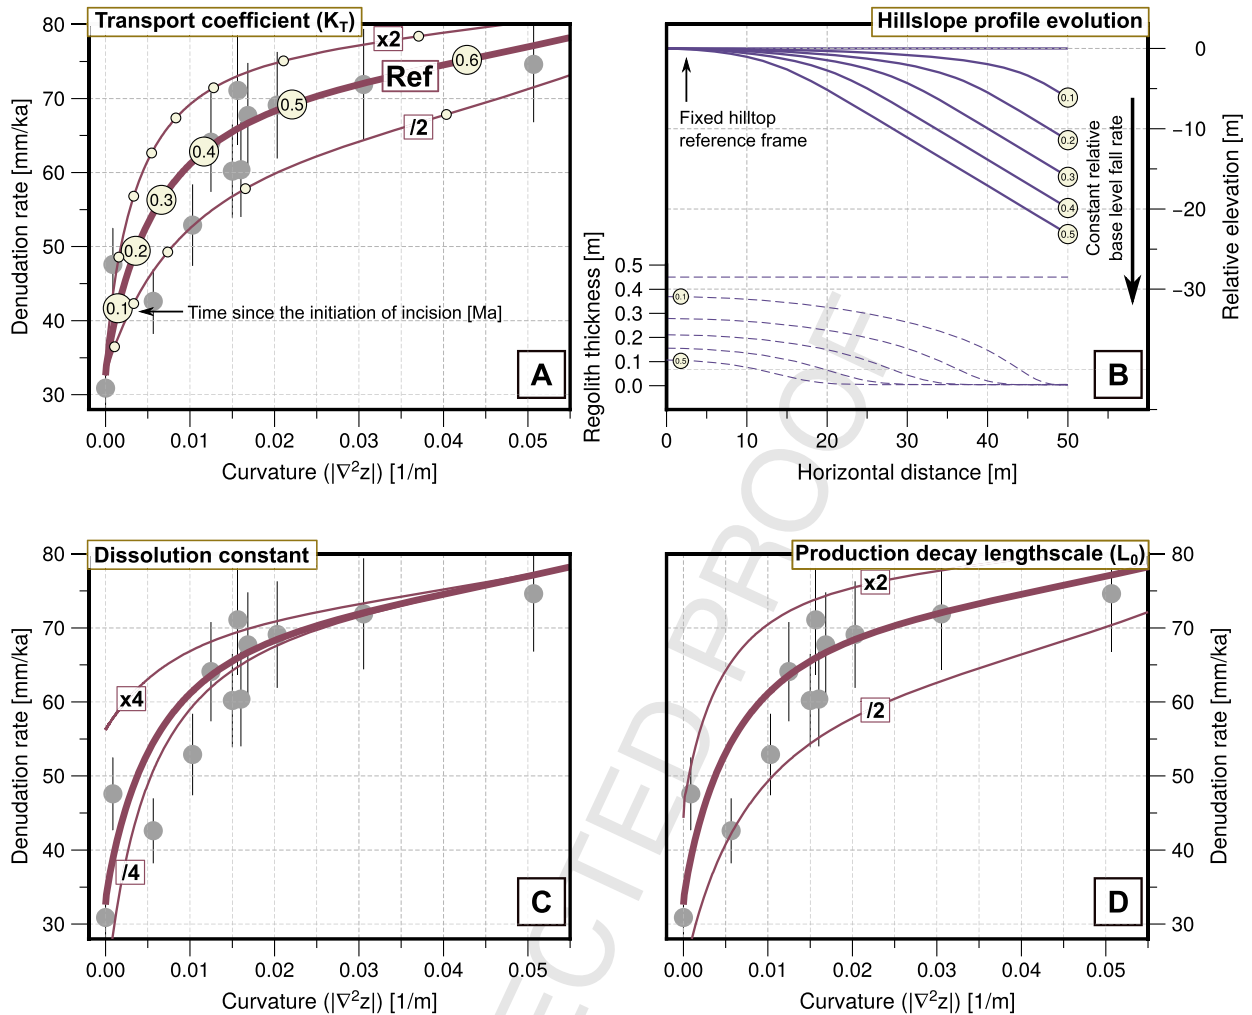 Transport coefficient (K_T)
80
70
60
50
40
30
Denudation rate [mm/ka]
x2
Ref
/2
0.6
0.5
0.4
0.3
0.2
0.1
Time since the initiation of incision [Ma]
A
0.00 0.01 0.02 0.03 0.04 0.05
Curvature (|∇²z|) [1/m]
Hillslope profile evolution
0
−10
−20
−30
Relative elevation [m]
Fixed hilltop
reference frame
0.1
0.2
0.3
0.4
0.5
Constant relative
base level fall rate
Regolith thickness [m]
0.5
0.4
0.3
0.2
0.1
0.0
0.1
0.5
B
0 10 20 30 40 50
Horizontal distance [m]
Dissolution constant
80
70
60
50
40
30
Denudation rate [mm/ka]
x4
/4
C
0.00 0.01 0.02 0.03 0.04 0.05
Curvature (|∇²z|) [1/m]
Production decay lengthscale (L₀)
80
70
60
50
40
30
Denudation rate [mm/ka]
x2
/2
D
0.00 0.01 0.02 0.03 0.04 0.05
Curvature (|∇²z|) [1/m]
ECTED PROOF